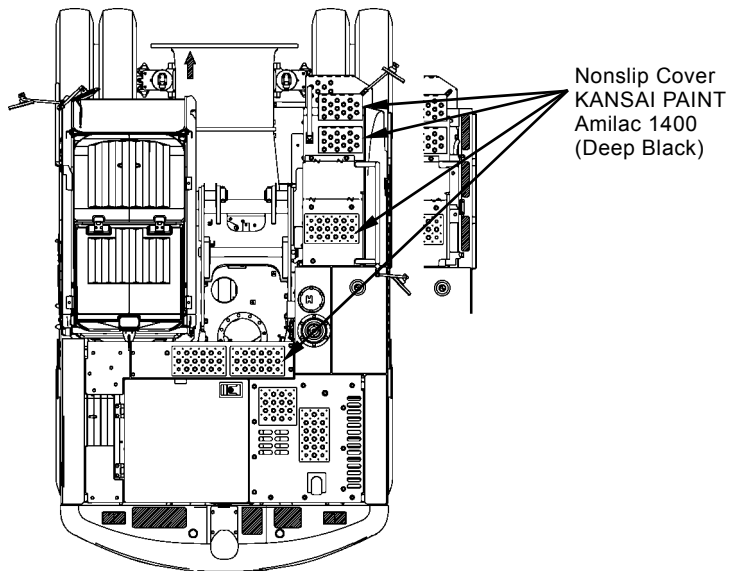 Nonslip Cover
KANSAI PAINT
Amilac 1400
(Deep Black)